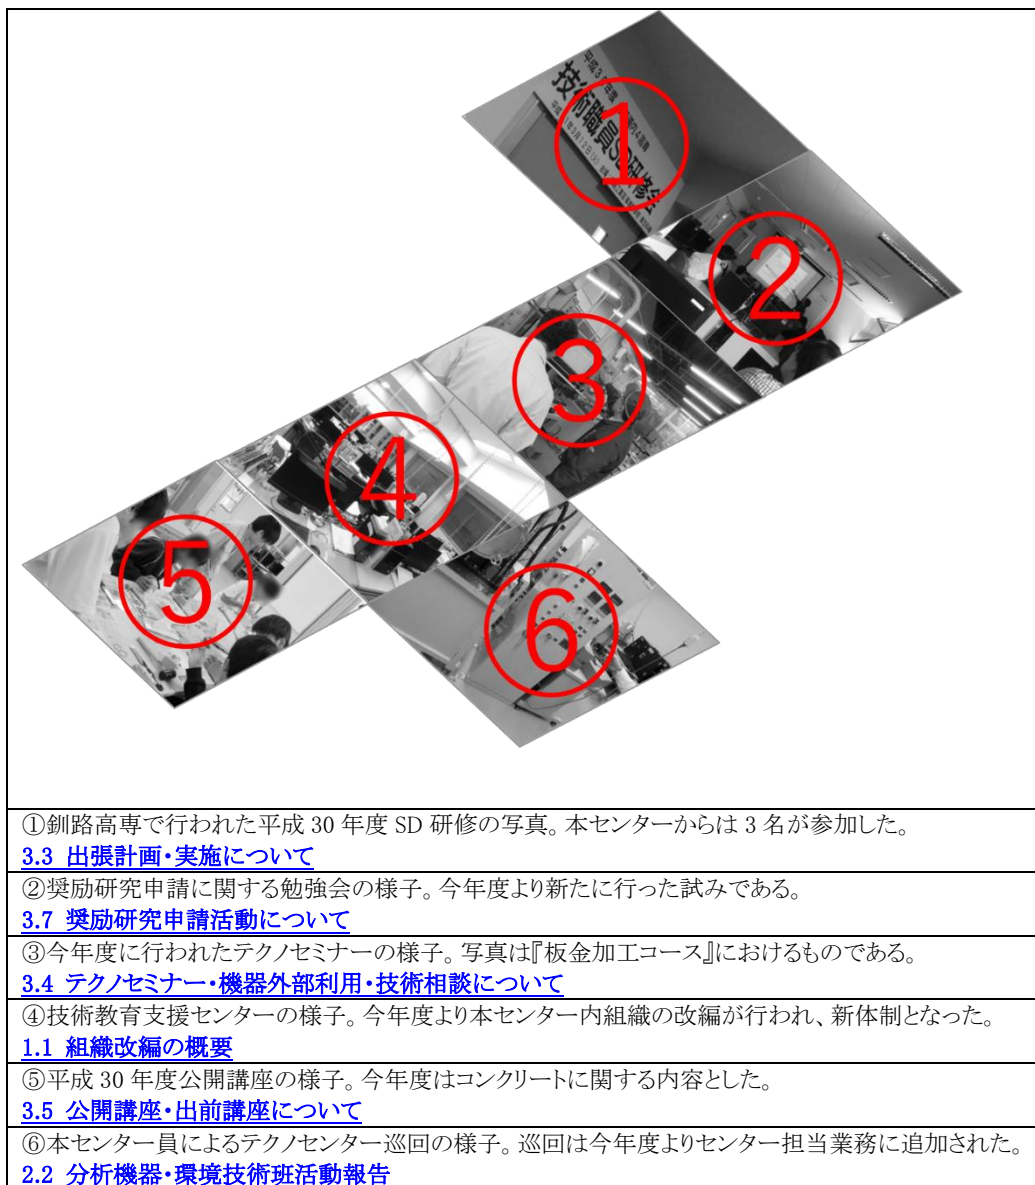 平成3
技術職員SD研修会
①
②
③
④
⑤
⑥
①釧路高専で行われた平成 30 年度 SD 研修の写真。本センターからは 3 名が参加した。
3.3 出張計画・実施について
②奨励研究申請に関する勉強会の様子。今年度より新たに行った試みである。
3.7 奨励研究申請活動について
③今年度に行われたテクノセミナーの様子。写真は『板金加工コース』におけるものである。
3.4 テクノセミナー・機器外部利用・技術相談について
④技術教育支援センターの様子。今年度より本センター内組織の改編が行われ、新体制となった。
1.1 組織改編の概要
⑤平成 30 年度公開講座の様子。今年度はコンクリートに関する内容とした。
3.5 公開講座・出前講座について
⑥本センター員によるテクノセンター巡回の様子。巡回は今年度よりセンター担当業務に追加された。
2.2 分析機器・環境技術班活動報告